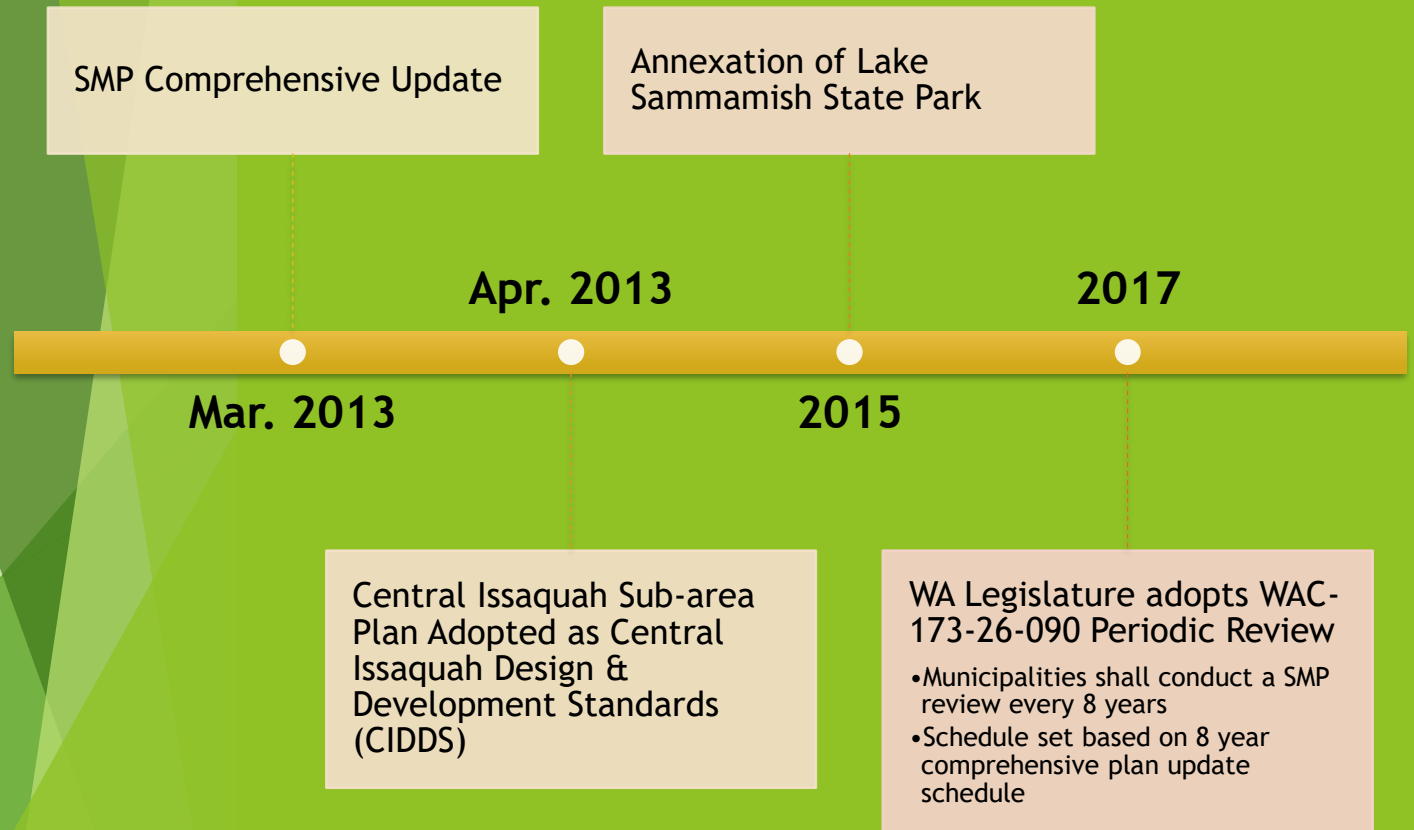 SMP Comprehensive Update
Annexation of Lake
Sammamish State Park
Apr. 2013
2017
Mar. 2013
2015
Central Issaquah Sub-area
Plan Adopted as Central
Issaquah Design &
Development Standards
(CIDDS)
WA Legislature adopts WAC-
173-26-090 Periodic Review
•Municipalities shall conduct a SMP
review every 8 years
•Schedule set based on 8 year
comprehensive plan update
schedule